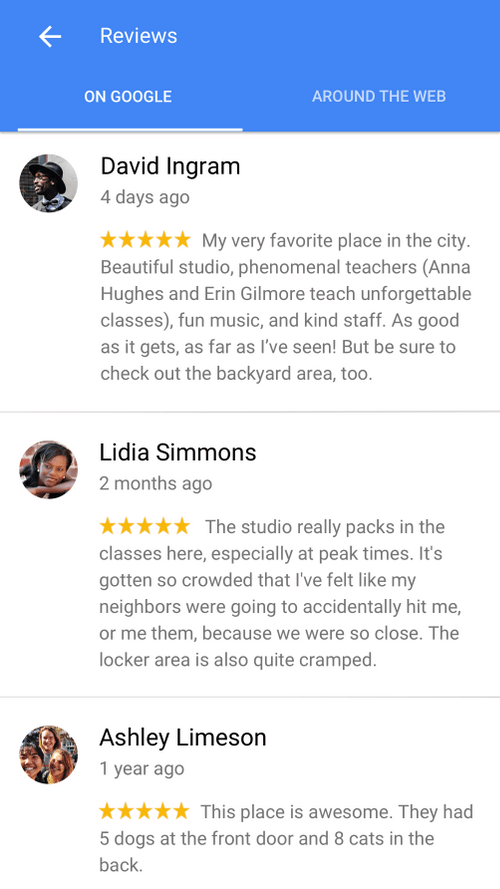 Reviews
ON GOOGLE
AROUND THE WEB
David Ingram
4 days ago
My very favorite place in the city.
Beautiful studio, phenomenal teachers (Anna
Hughes and Erin Gilmore teach unforgettable
classes), fun music, and kind staff. As good
as it gets, as far as I’ve seen! But be sure to
check out the backyard area, too.
Lidia Simmons
2 months ago
The studio really packs in the
classes here, especially at peak times. It's
gotten so crowded that I've felt like my
neighbors were going to accidentally hit me,
or me them, because we were so close. The
locker area is also quite cramped.
Ashley Limeson
1 year ago
This place is awesome. They had
5 dogs at the front door and 8 cats in the
back.